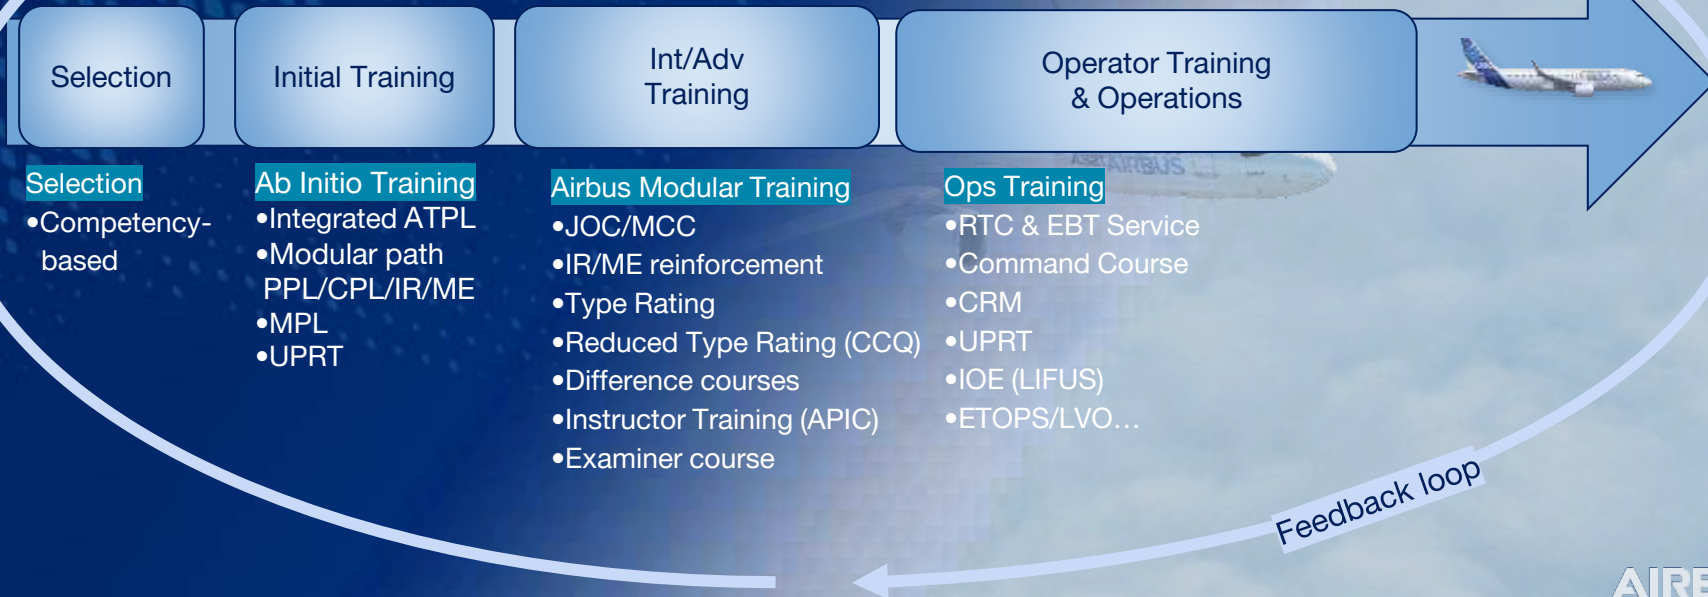 Selection
Initial Training
Int/Adv
Training
Operator Training
& Operations
Selection
•Competency-
based
Ab Initio Training
•Integrated ATPL
•Modular path
PPL/CPL/IR/ME
•MPL
•UPRT
Airbus Modular Training
•JOC/MCC
•IR/ME reinforcement
•Type Rating
•Reduced Type Rating (CCQ)
•Difference courses
•Instructor Training (APIC)
•Examiner course
AIRBUS
Ops Training
•RTC & EBT Service
•Command Course
•CRM
•UPRT
•IOE (LIFUS)
•ETOPS/LVO…
Feedback loop